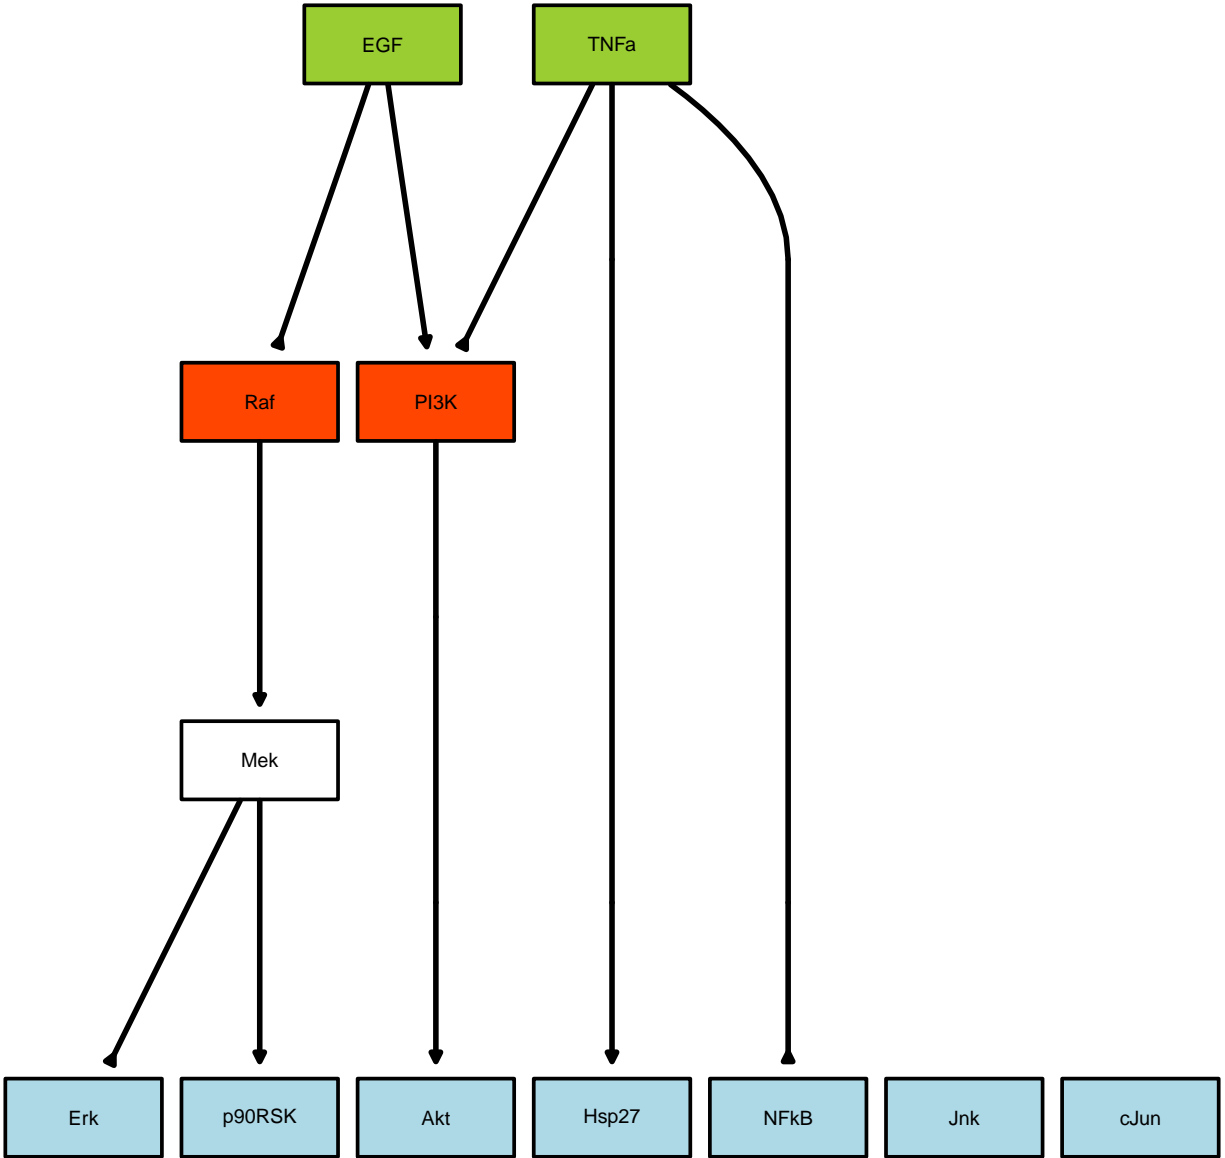 EGF
TNFa
Raf
PI3K
Mek
Erk
p90RSK
Akt
Hsp27
NFkB
Jnk
cJun